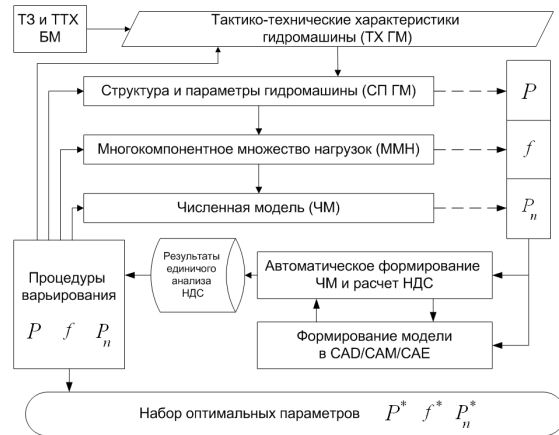 ТЗ и ТТХ
БМ
Тактико-технические характеристики
гидромашины (ТХ ГМ)
Структура и параметры гидромашины (СП ГМ)
P
Многокомпонентное множество нагрузок (ММН)
f
Численная модель (ЧМ)
Pn
Процедуры
варьирования
P f Pn
Результаты
единичого
анализа
НДС
Автоматическое формирование
ЧМ и расчет НДС
Формирование модели
в CAD/CAM/CAE
Набор оптимальных параметров P* f* Pn*